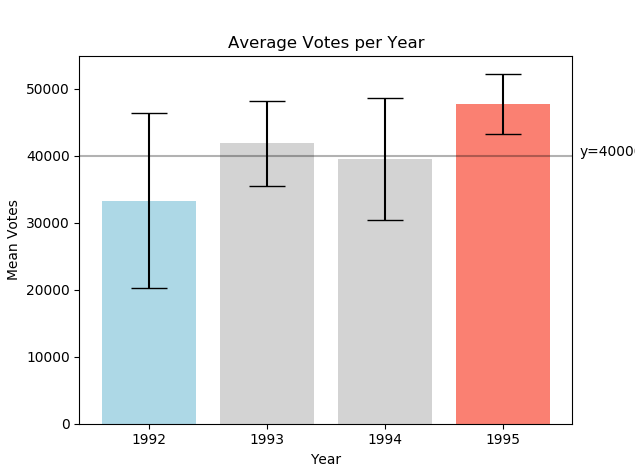 Average Votes per Year
50000
40000
30000
20000
10000
0
Mean Votes
y=4000
1992 1993 1994 1995
Year